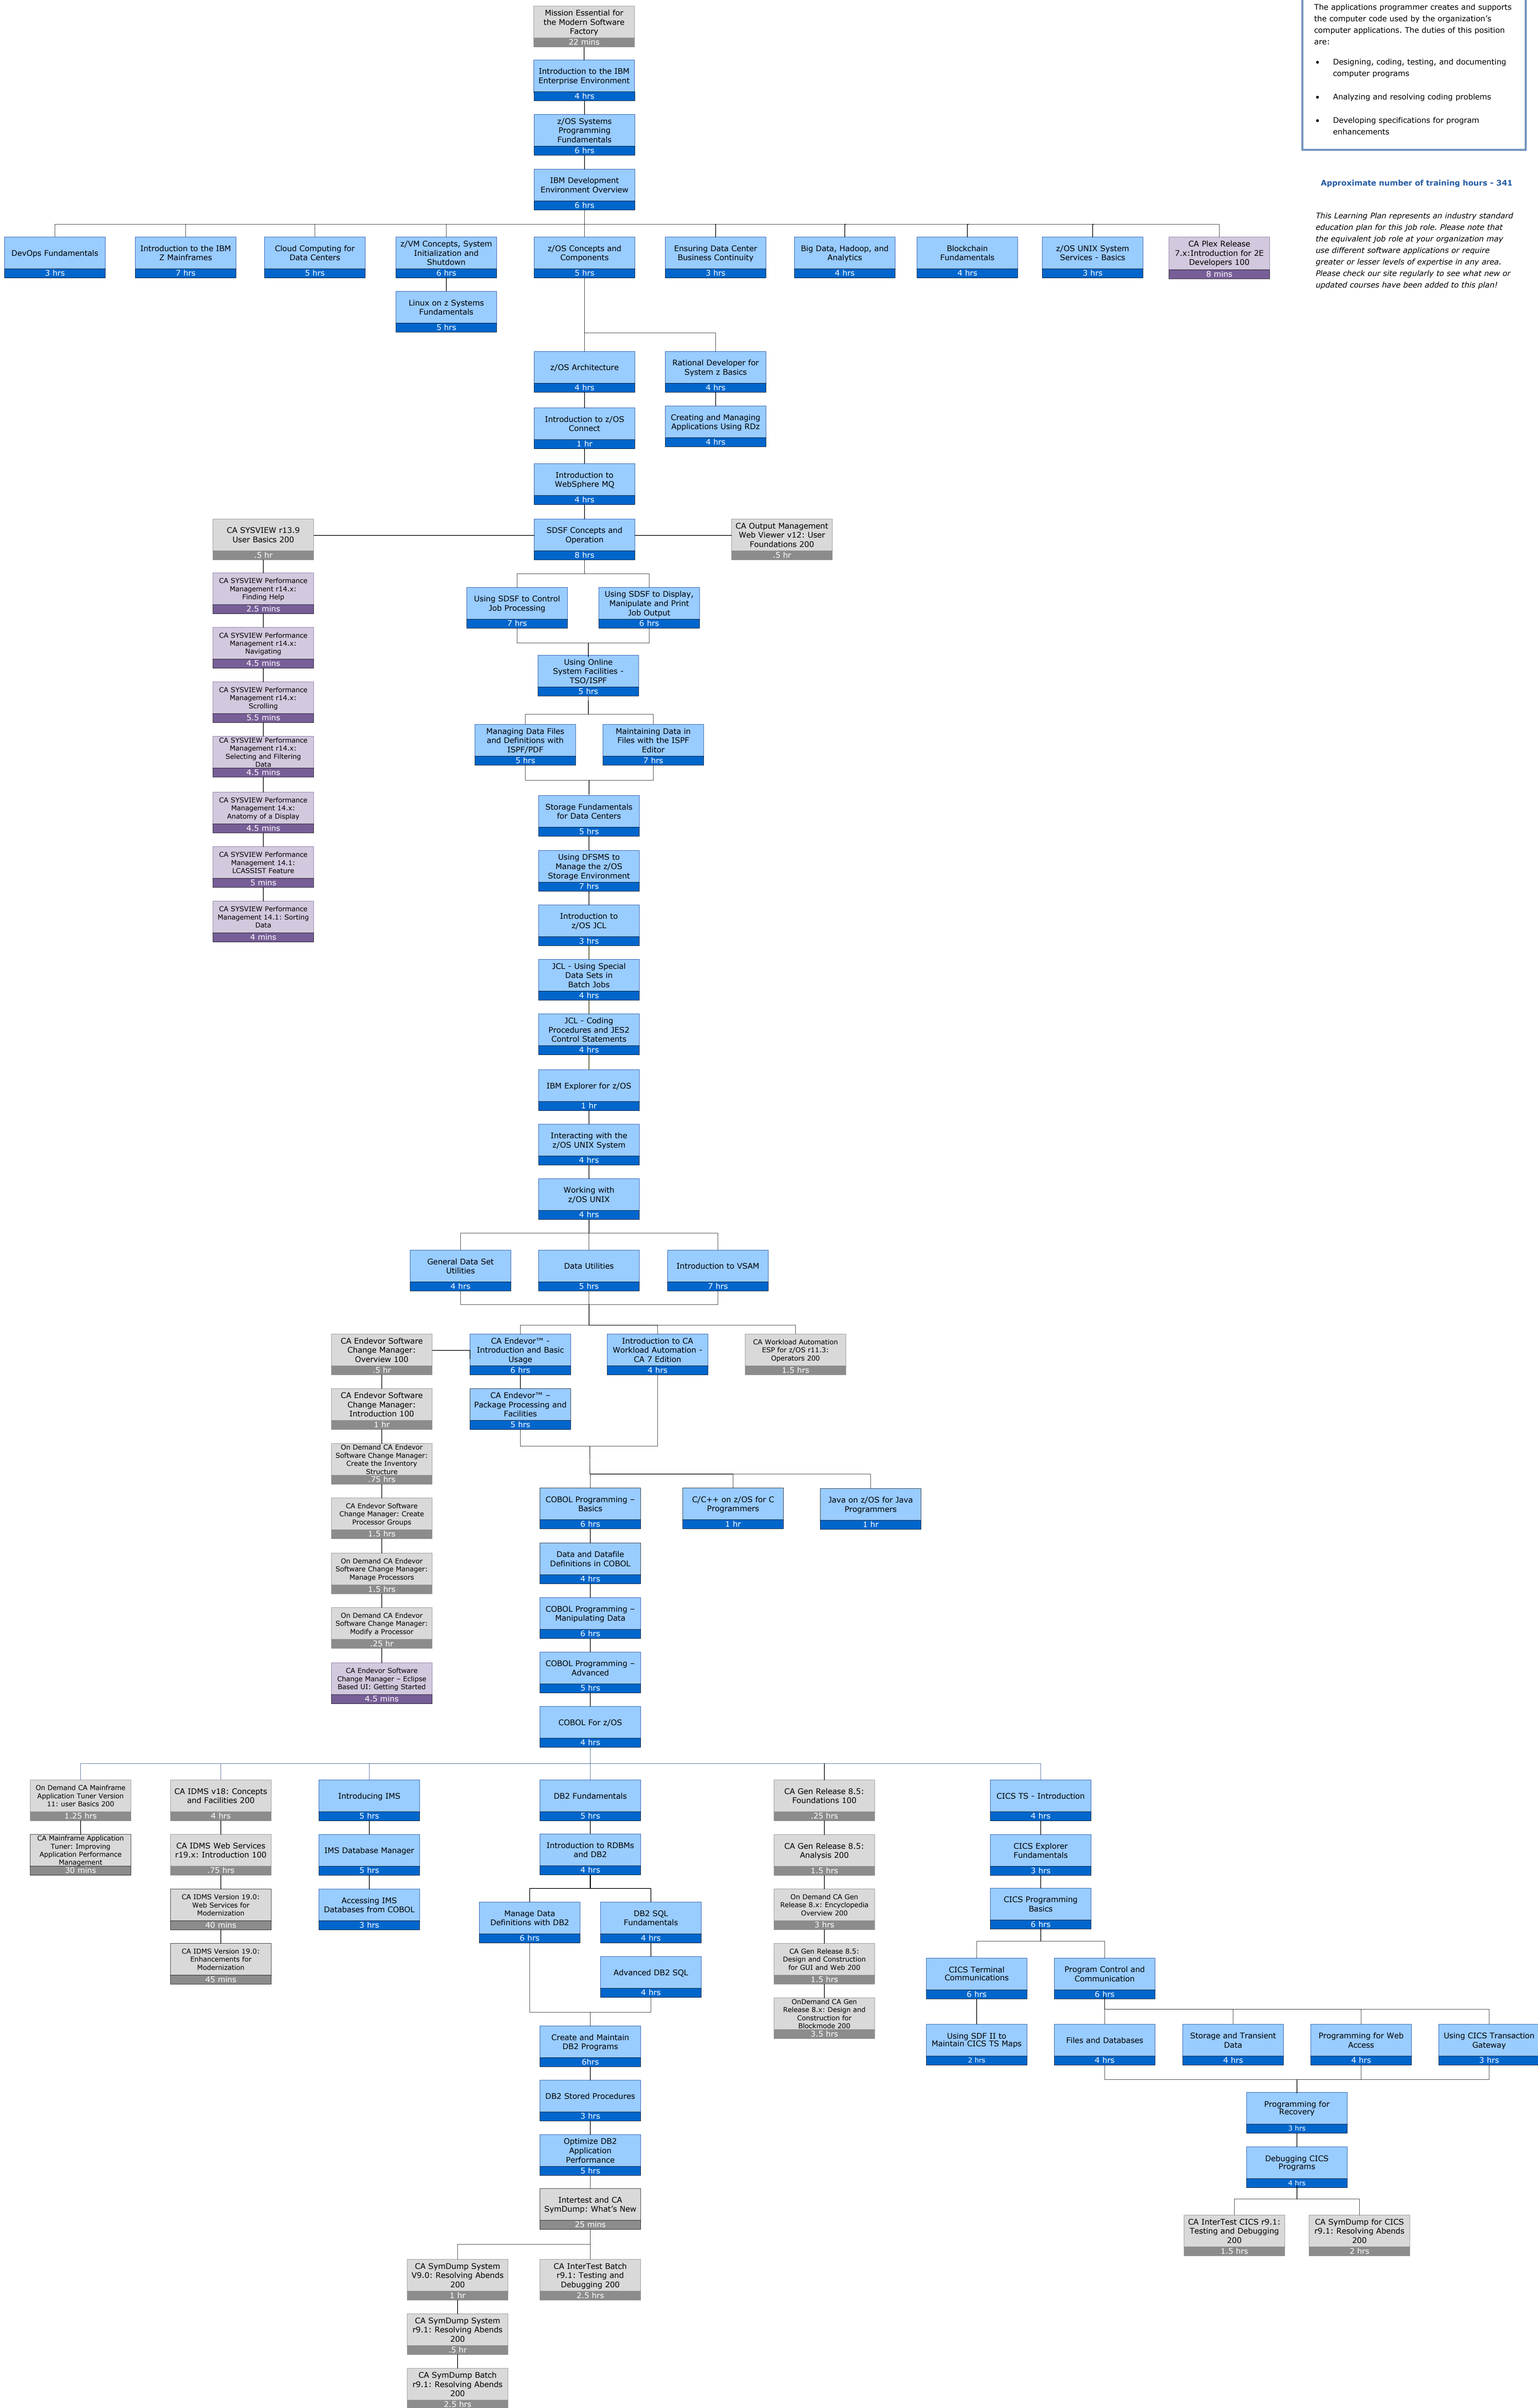 Mission Essential for
the Modern Software
Factory
22 mins
The applications programmer creates and supports
the computer code used by the organization's
computer applications. The duties of this position
are:
• Designing, coding, testing, and documenting
computer programs
• Analyzing and resolving coding problems
• Developing specifications for program
enhancements
Approximate number of training hours - 341
This Learning Plan represents an industry standard
education plan for this job role. Please note that
the equivalent job role at your organization may
use different software applications or require
greater or lesser levels of expertise in any area.
Please check our site regularly to see what new or
updated courses have been added to this plan!
Introduction to the IBM
Enterprise Environment
4 hrs
z/OS Systems
Programming
Fundamentals
6 hrs
IBM Development
Environment Overview
6 hrs
DevOps Fundamentals
3 hrs
Introduction to the IBM
Z Mainframes
7 hrs
Cloud Computing for
Data Centers
5 hrs
z/VM Concepts, System
Initialization and
Shutdown
6 hrs
z/OS Concepts and
Components
5 hrs
Ensuring Data Center
Business Continuity
3 hrs
Big Data, Hadoop, and
Analytics
4 hrs
Blockchain
Fundamentals
4 hrs
z/OS UNIX System
Services - Basics
3 hrs
CA Plex Release
7.x:Introduction for 2E
Developers 100
8 mins
Linux on z Systems
Fundamentals
5 hrs
z/OS Architecture
4 hrs
Rational Developer for
System z Basics
4 hrs
Introduction to z/OS
Connect
1 hr
Creating and Managing
Applications Using RDz
4 hrs
Introduction to
WebSphere MQ
4 hrs
CA SYSVIEW r13.9
User Basics 200
.5 hr
SDSF Concepts and
Operation
8 hrs
CA Output Management
Web Viewer v12: User
Foundations 200
.5 hr
CA SYSVIEW Performance
Management r14.x:
Finding Help
2.5 mins
CA SYSVIEW Performance
Management r14.x:
Navigating
4.5 mins
CA SYSVIEW Performance
Management r14.x:
Scrolling
5.5 mins
CA SYSVIEW Performance
Management r14.x:
Selecting and Filtering
Data
4.5 mins
CA SYSVIEW Performance
Management 14.x:
Anatomy of a Display
4.5 mins
CA SYSVIEW Performance
Management 14.1:
LCASSIST Feature
5 mins
CA SYSVIEW Performance
Management 14.1: Sorting
Data
4 mins
Using SDSF to Control
Job Processing
7 hrs
Using SDSF to Display,
Manipulate and Print
Job Output
6 hrs
Using Online
System Facilities -
TSO/ISPF
5 hrs
Managing Data Files
and Definitions with
ISPF/PDF
5 hrs
Maintaining Data in
Files with the ISPF
Editor
7 hrs
Storage Fundamentals
for Data Centers
5 hrs
Using DFSMS to
Manage the z/OS
Storage Environment
7 hrs
Introduction to
z/OS JCL
3 hrs
JCL - Using Special
Data Sets in
Batch Jobs
4 hrs
JCL - Coding
Procedures and JES2
Control Statements
4 hrs
IBM Explorer for z/OS
1 hr
Interacting with the
z/OS UNIX System
4 hrs
Working with
z/OS UNIX
4 hrs
General Data Set
Utilities
4 hrs
Data Utilities
5 hrs
Introduction to VSAM
7 hrs
CA Endevor Software
Change Manager:
Overview 100
.5 hr
CA Endevor™ -
Introduction and Basic
Usage
6 hrs
Introduction to CA
Workload Automation -
CA 7 Edition
4 hrs
CA Workload Automation
ESP for z/OS r11.3:
Operators 200
1.5 hrs
CA Endevor Software
Change Manager:
Introduction 100
1 hr
CA Endevor™ –
Package Processing and
Facilities
5 hrs
On Demand CA Endevor
Software Change Manager:
Create the Inventory
Structure
.75 hrs
CA Endevor Software
Change Manager: Create
Processor Groups
1.5 hrs
On Demand CA Endevor
Software Change Manager:
Manage Processors
1.5 hrs
On Demand CA Endevor
Software Change Manager:
Modify a Processor
.25 hr
CA Endevor Software
Change Manager – Eclipse
Based UI: Getting Started
4.5 mins
COBOL Programming –
Basics
6 hrs
C/C++ on z/OS for C
Programmers
1 hr
Java on z/OS for Java
Programmers
1 hr
Data and Datafile
Definitions in COBOL
4 hrs
COBOL Programming –
Manipulating Data
6 hrs
COBOL Programming –
Advanced
5 hrs
COBOL For z/OS
4 hrs
On Demand CA Mainframe
Application Tuner Version
11: user Basics 200
1.25 hrs
CA Mainframe Application
Tuner: Improving
Application Performance
Management
30 mins
CA IDMS v18: Concepts
and Facilities 200
4 hrs
CA IDMS Web Services
r19.x: Introduction 100
.75 hrs
CA IDMS Version 19.0:
Web Services for
Modernization
40 mins
CA IDMS Version 19.0:
Enhancements for
Modernization
45 mins
Introducing IMS
5 hrs
IMS Database Manager
5 hrs
Accessing IMS
Databases from COBOL
3 hrs
DB2 Fundamentals
5 hrs
Introduction to RDBMs
and DB2
4 hrs
Manage Data
Definitions with DB2
6 hrs
DB2 SQL
Fundamentals
4 hrs
Advanced DB2 SQL
4 hrs
Create and Maintain
DB2 Programs
6hrs
DB2 Stored Procedures
3 hrs
Optimize DB2
Application
Performance
5 hrs
Intertest and CA
SymDump: What's New
25 mins
CA SymDump System
V9.0: Resolving Abends
200
1 hr
CA InterTest Batch
r9.1: Testing and
Debugging 200
2.5 hrs
CA SymDump System
r9.1: Resolving Abends
200
.5 hr
CA SymDump Batch
r9.1: Resolving Abends
200
2.5 hrs
CA Gen Release 8.5:
Foundations 100
.25 hrs
CA Gen Release 8.5:
Analysis 200
1.5 hrs
On Demand CA Gen
Release 8.x: Encyclopedia
Overview 200
3 hrs
CA Gen Release 8.5:
Design and Construction
for GUI and Web 200
1.5 hrs
OnDemand CA Gen
Release 8.x: Design and
Construction for
Blockmode 200
3.5 hrs
CICS TS - Introduction
4 hrs
CICS Explorer
Fundamentals
3 hrs
CICS Programming
Basics
6 hrs
CICS Terminal
Communications
6 hrs
Program Control and
Communication
6 hrs
Using SDF II to
Maintain CICS TS Maps
2 hrs
Files and Databases
4 hrs
Storage and Transient
Data
4 hrs
Programming for Web
Access
4 hrs
Using CICS Transaction
Gateway
3 hrs
Programming for
Recovery
3 hrs
Debugging CICS
Programs
4 hrs
CA InterTest CICS r9.1:
Testing and Debugging
200
1.5 hrs
CA SymDump for CICS
r9.1: Resolving Abends
200
2 hrs